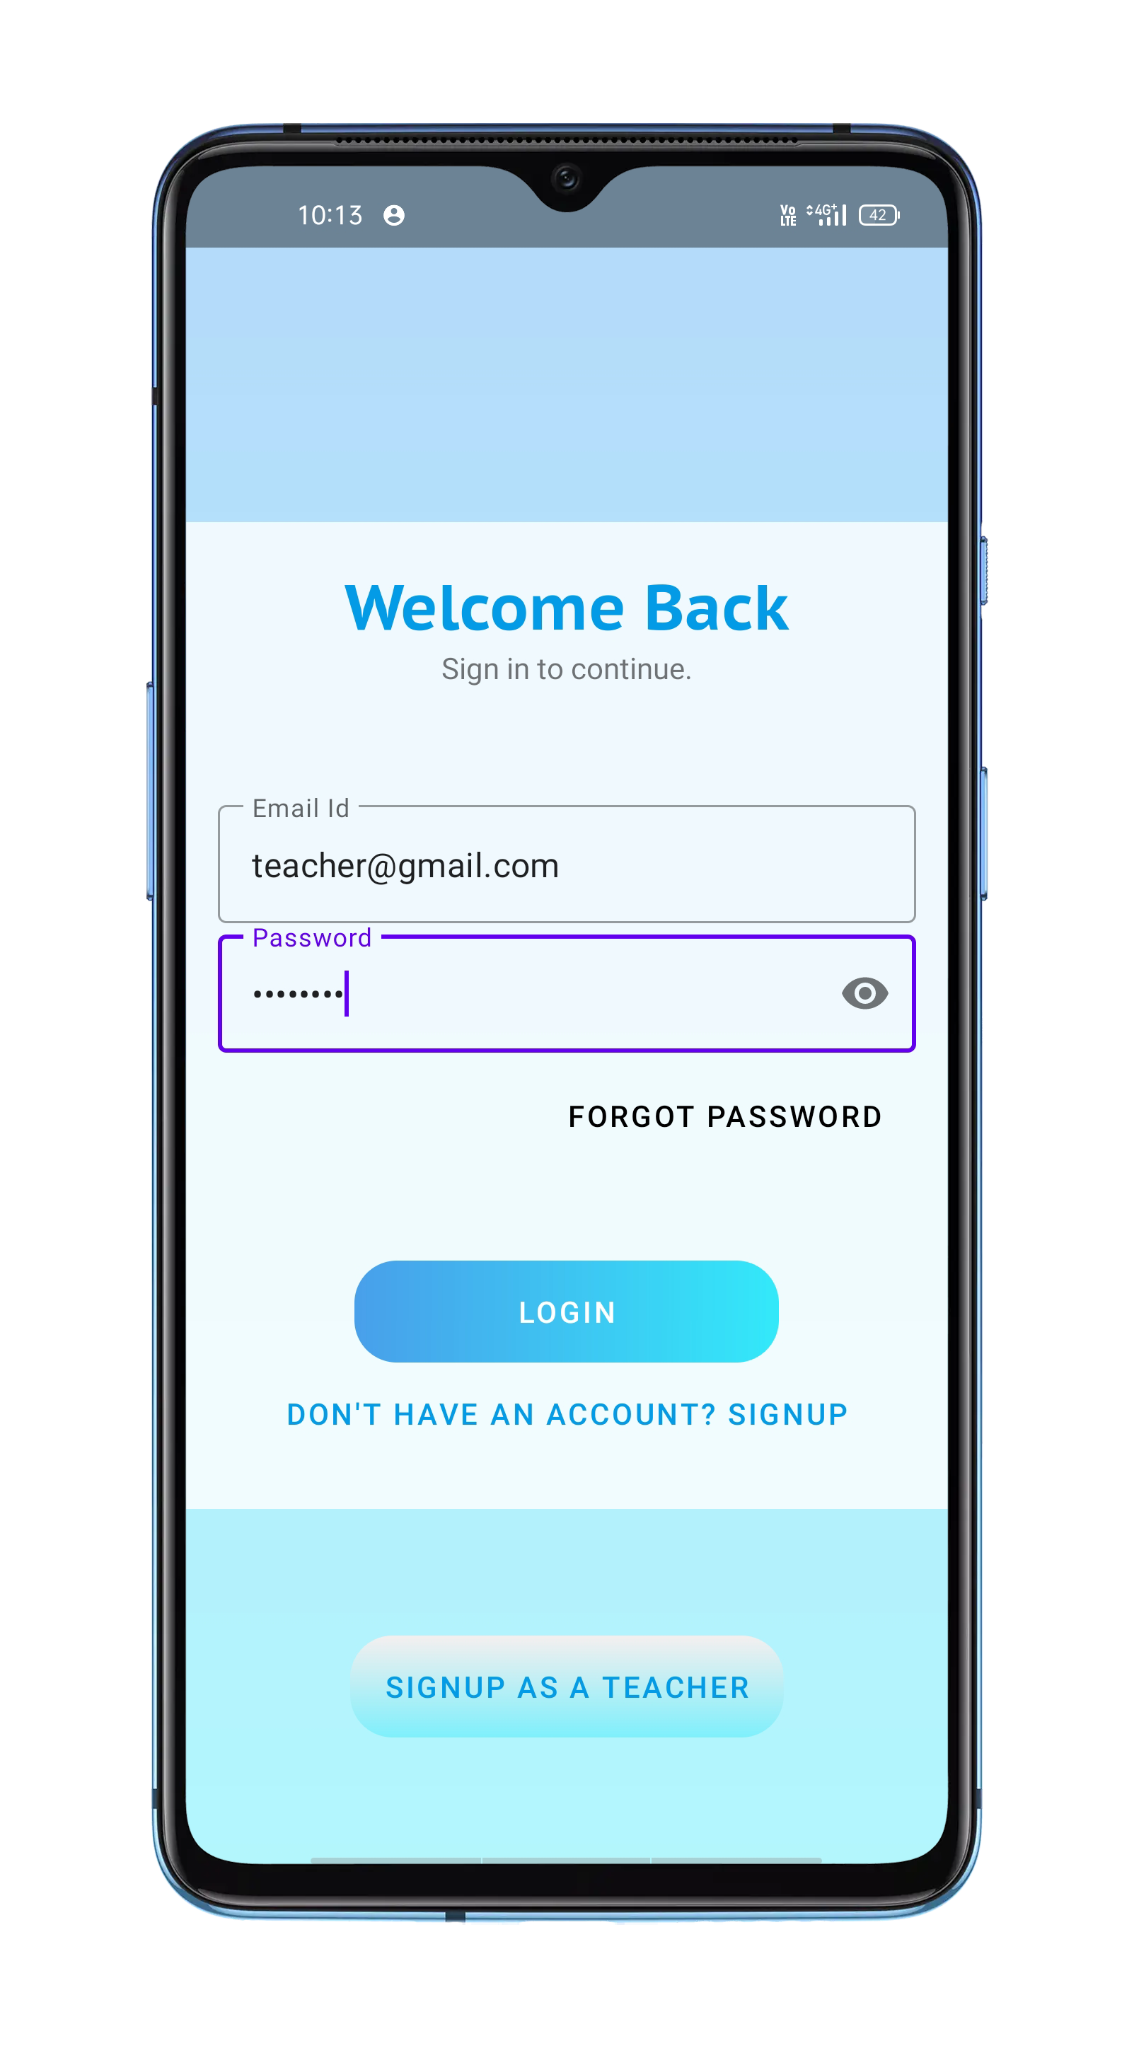 10:13 Vo LTE 4G+ 42
Welcome Back
Sign in to continue.
Email Id
teacher@gmail.com
Password
••••••••
FORGOT PASSWORD
LOGIN
DON'T HAVE AN ACCOUNT? SIGNUP
SIGNUP AS A TEACHER